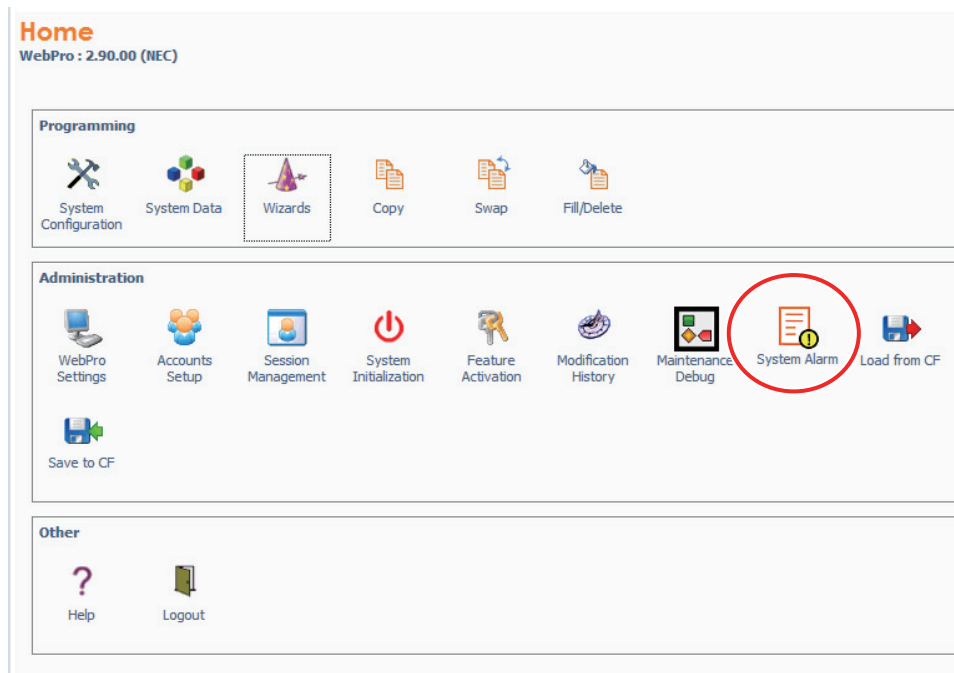 Home
WebPro : 2.90.00 (NEC)
Programming
System
Configuration
System Data
Wizards
Copy
Swap
Fill/Delete
Administration
WebPro
Settings
Accounts
Setup
Session
Management
System
Initialization
Feature
Activation
Modification
History
Maintenance
Debug
System Alarm
Load from CF
Save to CF
Other
Help
Logout